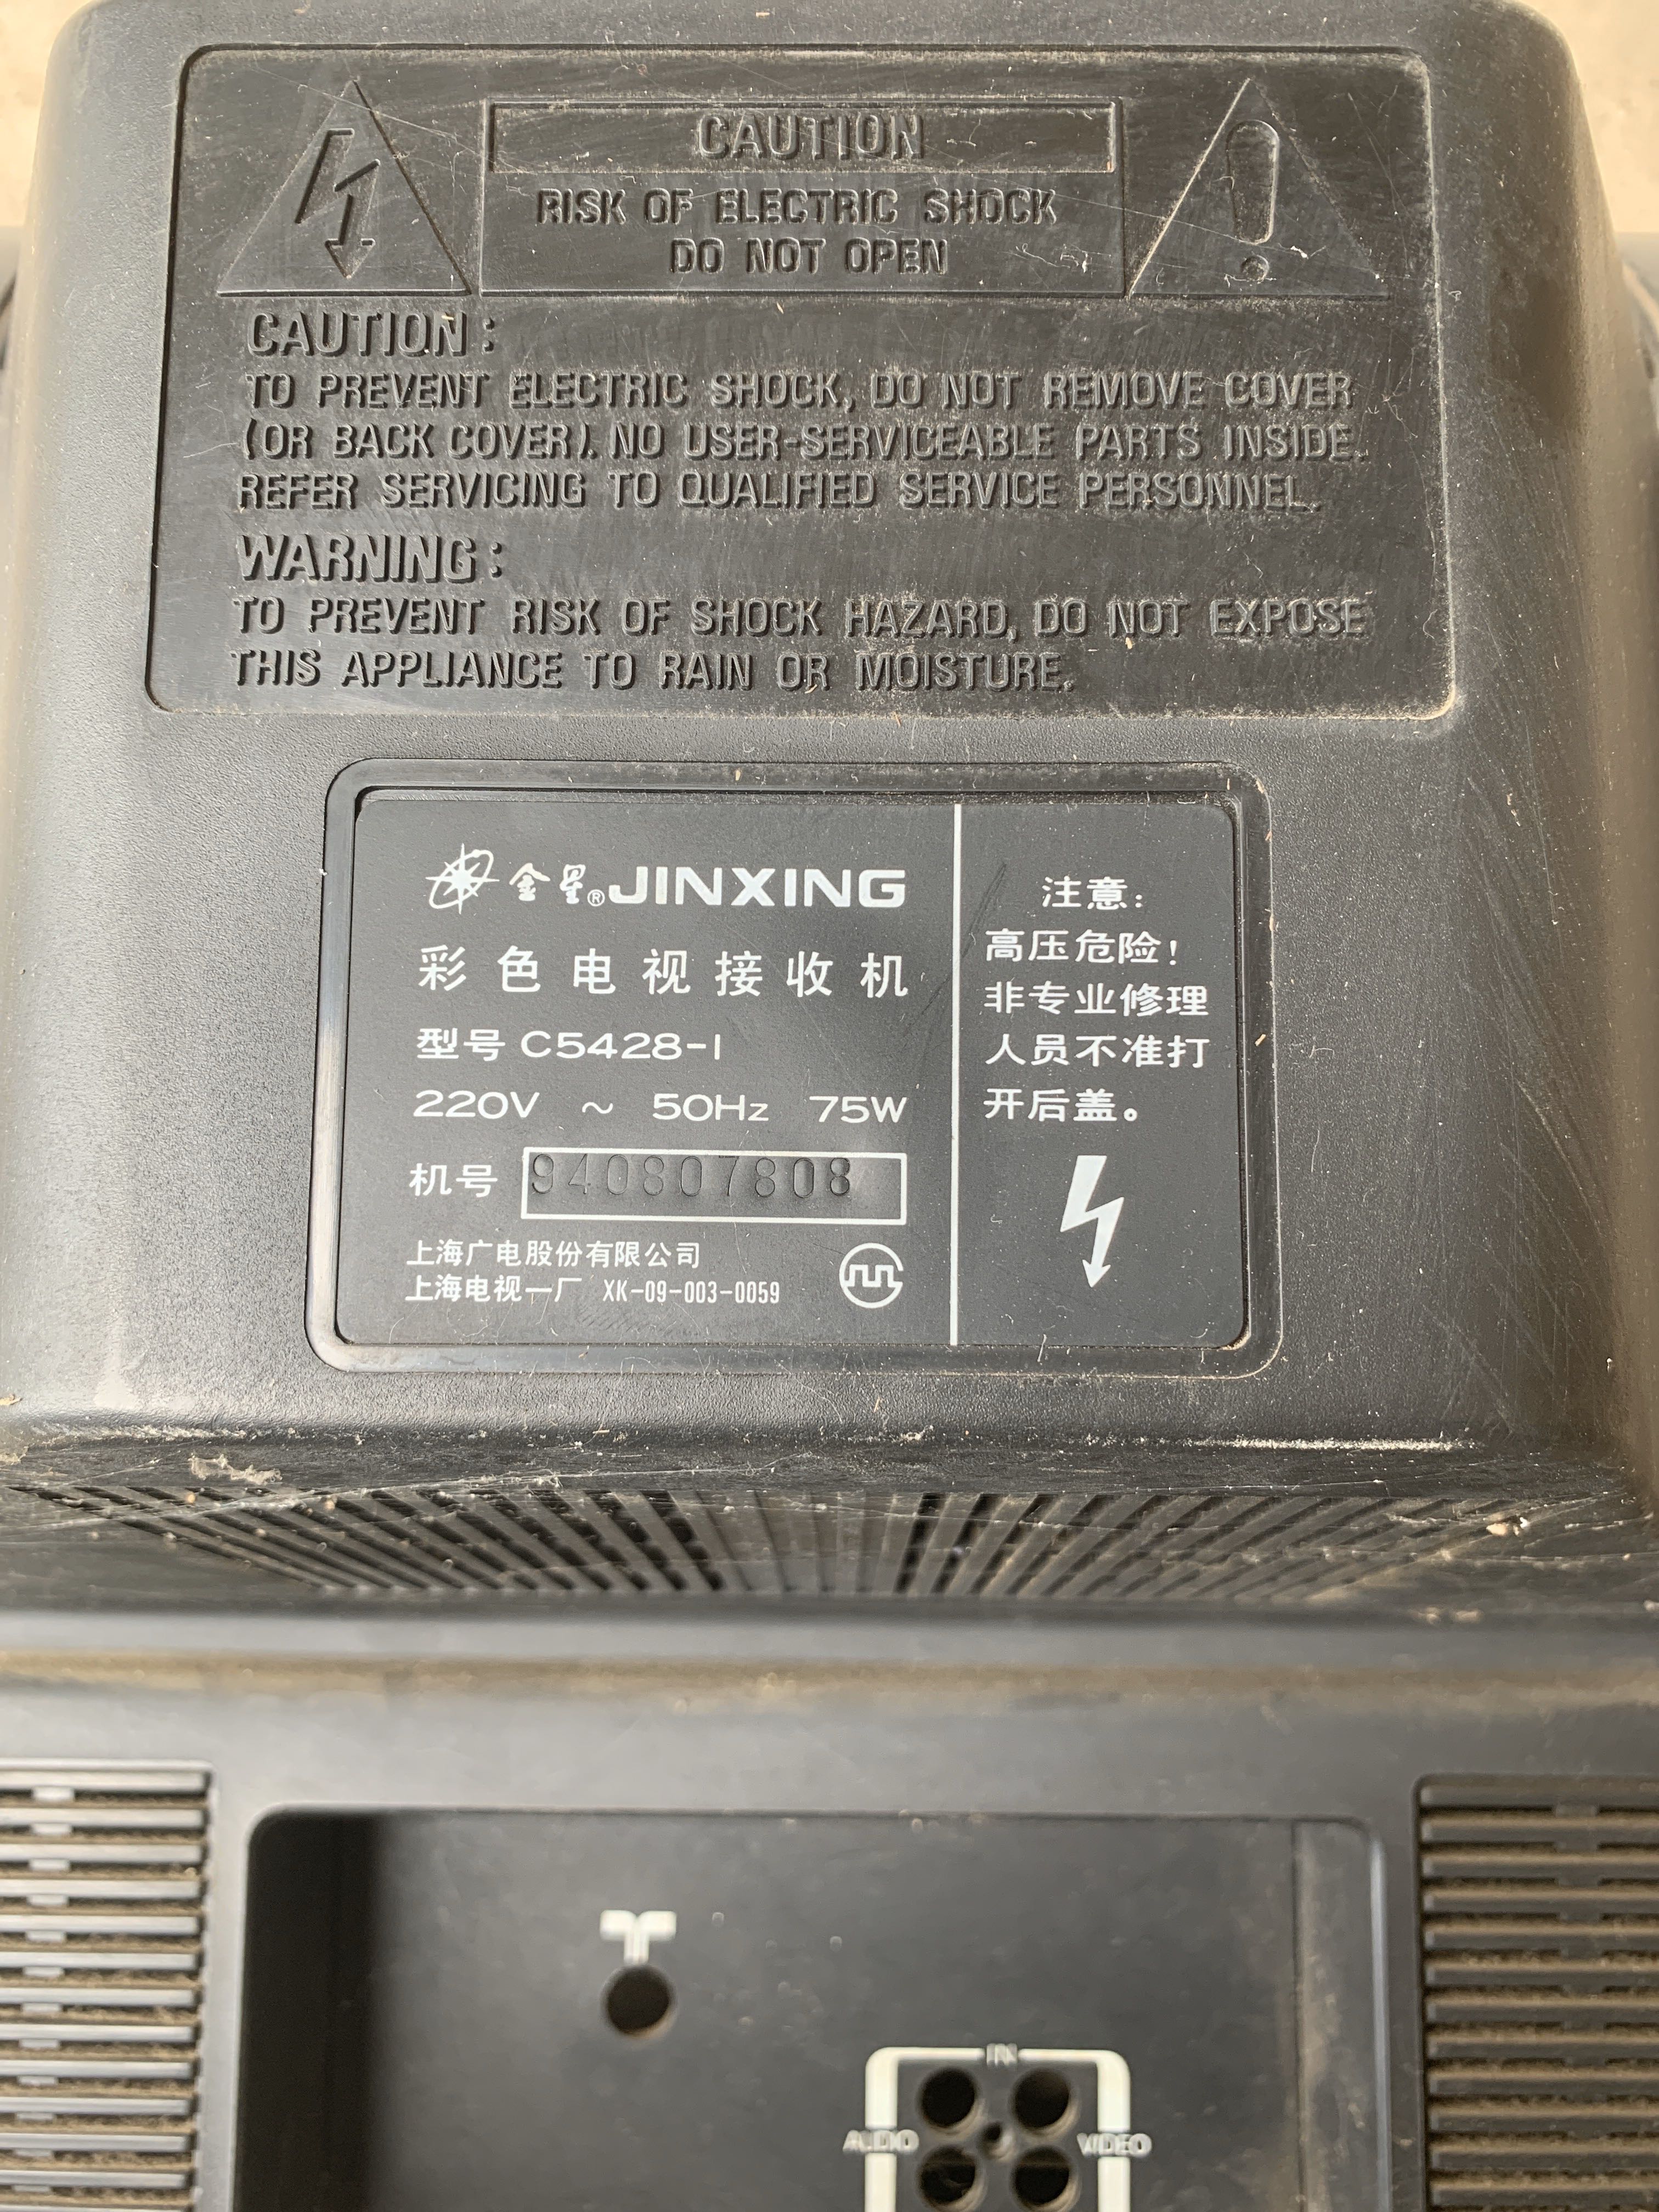 CAUTION
RISK OF ELECTRIC SHOCK
DO NOT OPEN
CAUTION:
TO PREVENT ELECTRIC SHOCK, DO NOT REMOVE COVER
(OR BACK COVER). NO USER-SERVICEABLE PARTS INSIDE.
REFER SERVICING TO QUALIFIED SERVICE PERSONNEL.
WARNING:
TO PREVENT RISK OF SHOCK HAZARD, DO NOT EXPOSE
THIS APPLIANCE TO RAIN OR MOISTURE.
金星®JINXING
彩色电视接收机
型号 C5428-1
220V ~ 50Hz 75W
机号 940807808
上海广电股份有限公司
上海电视一厂 XK-09-003-0059
注意:
高压危险!
非专业修理
人员不准打
开后盖。
IN
AUDIO VIDEO